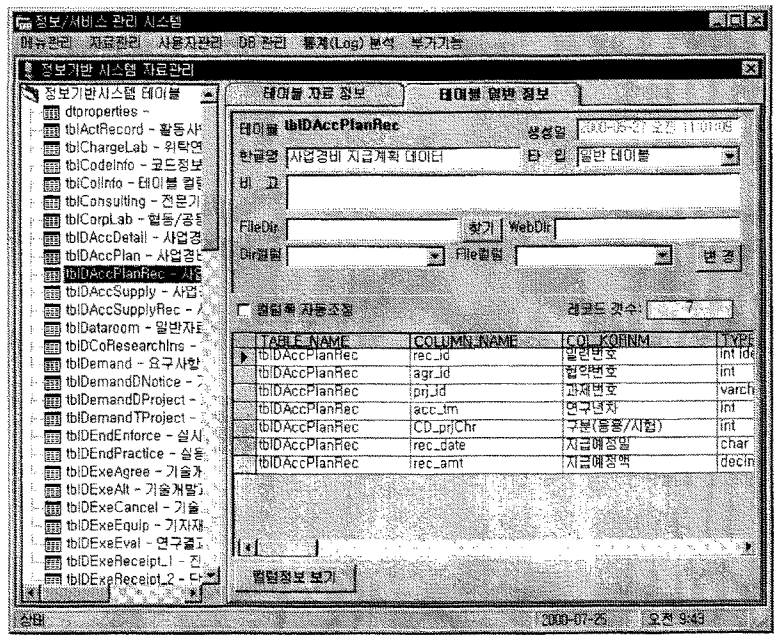 정보/서비스 관리 시스템
메뉴관리 자료관리 사용자관리 DB 관리 통계(Log) 분석 부가기능
정보기반 시스템 자료관리
정보기반시스템 테이블
dtproperties -
tblActRecord - 활동사
tblChargeLab - 위탁연
tblCodeInfo - 코드정보
tblColInfo - 테이블 컬럼
tblConsulting - 전문기
tblCorpLab - 협동/공동
tblDAccDetail - 사업경
tblDAccPlan - 사업경비
tblDAccPlanRec - 사업
tblDAccSupply - 사업
tblDAccSupplyRec -
tblDataroom - 일반자료
tblDCoResearchIns -
tblDemand - 요구사항
tblDemandDNotice -
tblDemandDProject -
tblDemandTProject -
tblDEndEnforce - 실시
tblDEndPractice - 실용
tblDExeAgree - 기술개
tblDExeAlt - 기술개발
tblDExeCancel - 기술
tblDExeEquip - 기자재
tblDExeEval - 연구결과
tblDExeReceipt_1 - 진
tblDExeReceipt_2 - 단
테이블 자료 정보 테이블 일반 정보
테이블 tblDAccPlanRec 생성일 2000-06-27 오전 11:01:09
한글명 사업경비 지급계획 데이터 타 입 일반 테이블
비 고
FileDir 찾기 WebDir
Dir컬럼 File컬럼 변 경
컬럼폭 자동조정 레코드 갯수: 7
TABLE_NAME COLUMN_NAME COL_KORNM TYPE
tblDAccPlanRec rec_id 일련번호 int ide
tblDAccPlanRec agr_id 협약번호 int
tblDAccPlanRec prj_id 과제번호 varch
tblDAccPlanRec acc_tm 연구년차 int
tblDAccPlanRec CD_prjChr 구분(응용/시험) int
tblDAccPlanRec rec_date 지급예정일 char
tblDAccPlanRec rec_amt 지급예정액 decin
컬럼정보 보기
상태 2000-07-25 오전 9:43